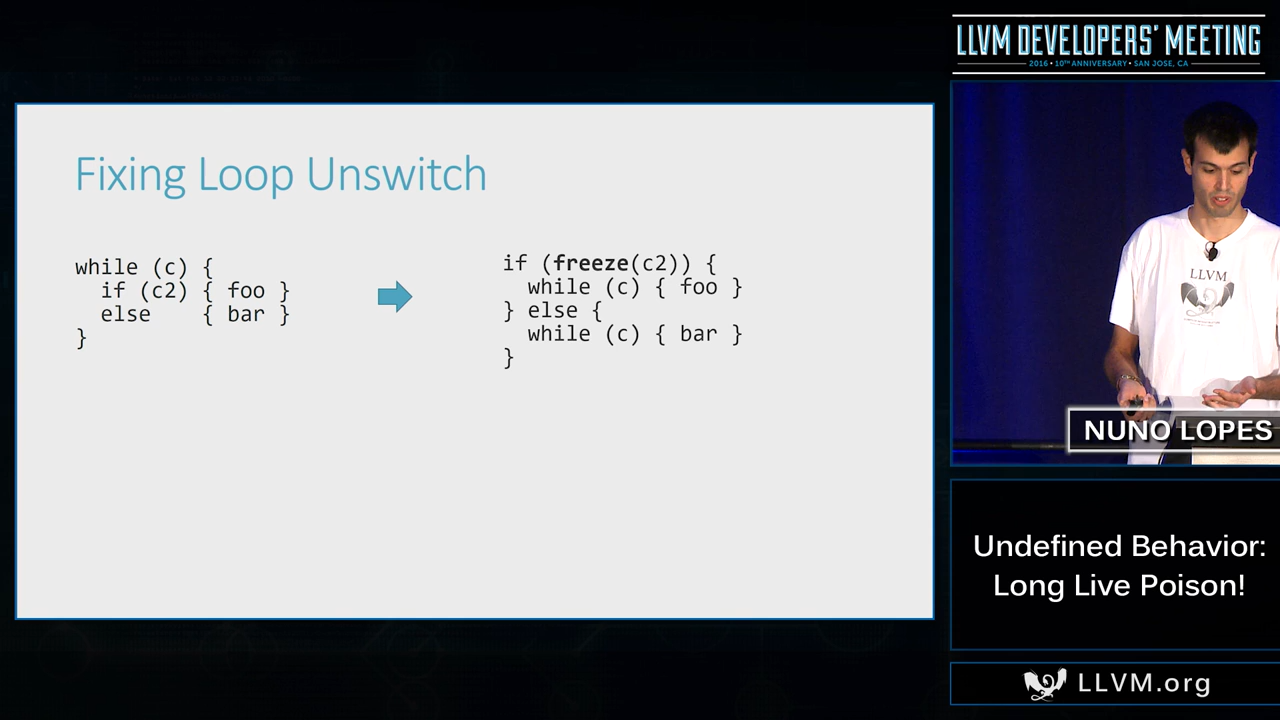 LLVM DEVELOPERS' MEETING
2016 • 10TH ANNIVERSARY • SAN JOSE, CA
Fixing Loop Unswitch
while (c) {
  if (c2) { foo }
  else    { bar }
}
if (freeze(c2)) {
  while (c) { foo }
} else {
  while (c) { bar }
}
LLVM
NUNO LOPES
Undefined Behavior:
Long Live Poison!
LLVM.org